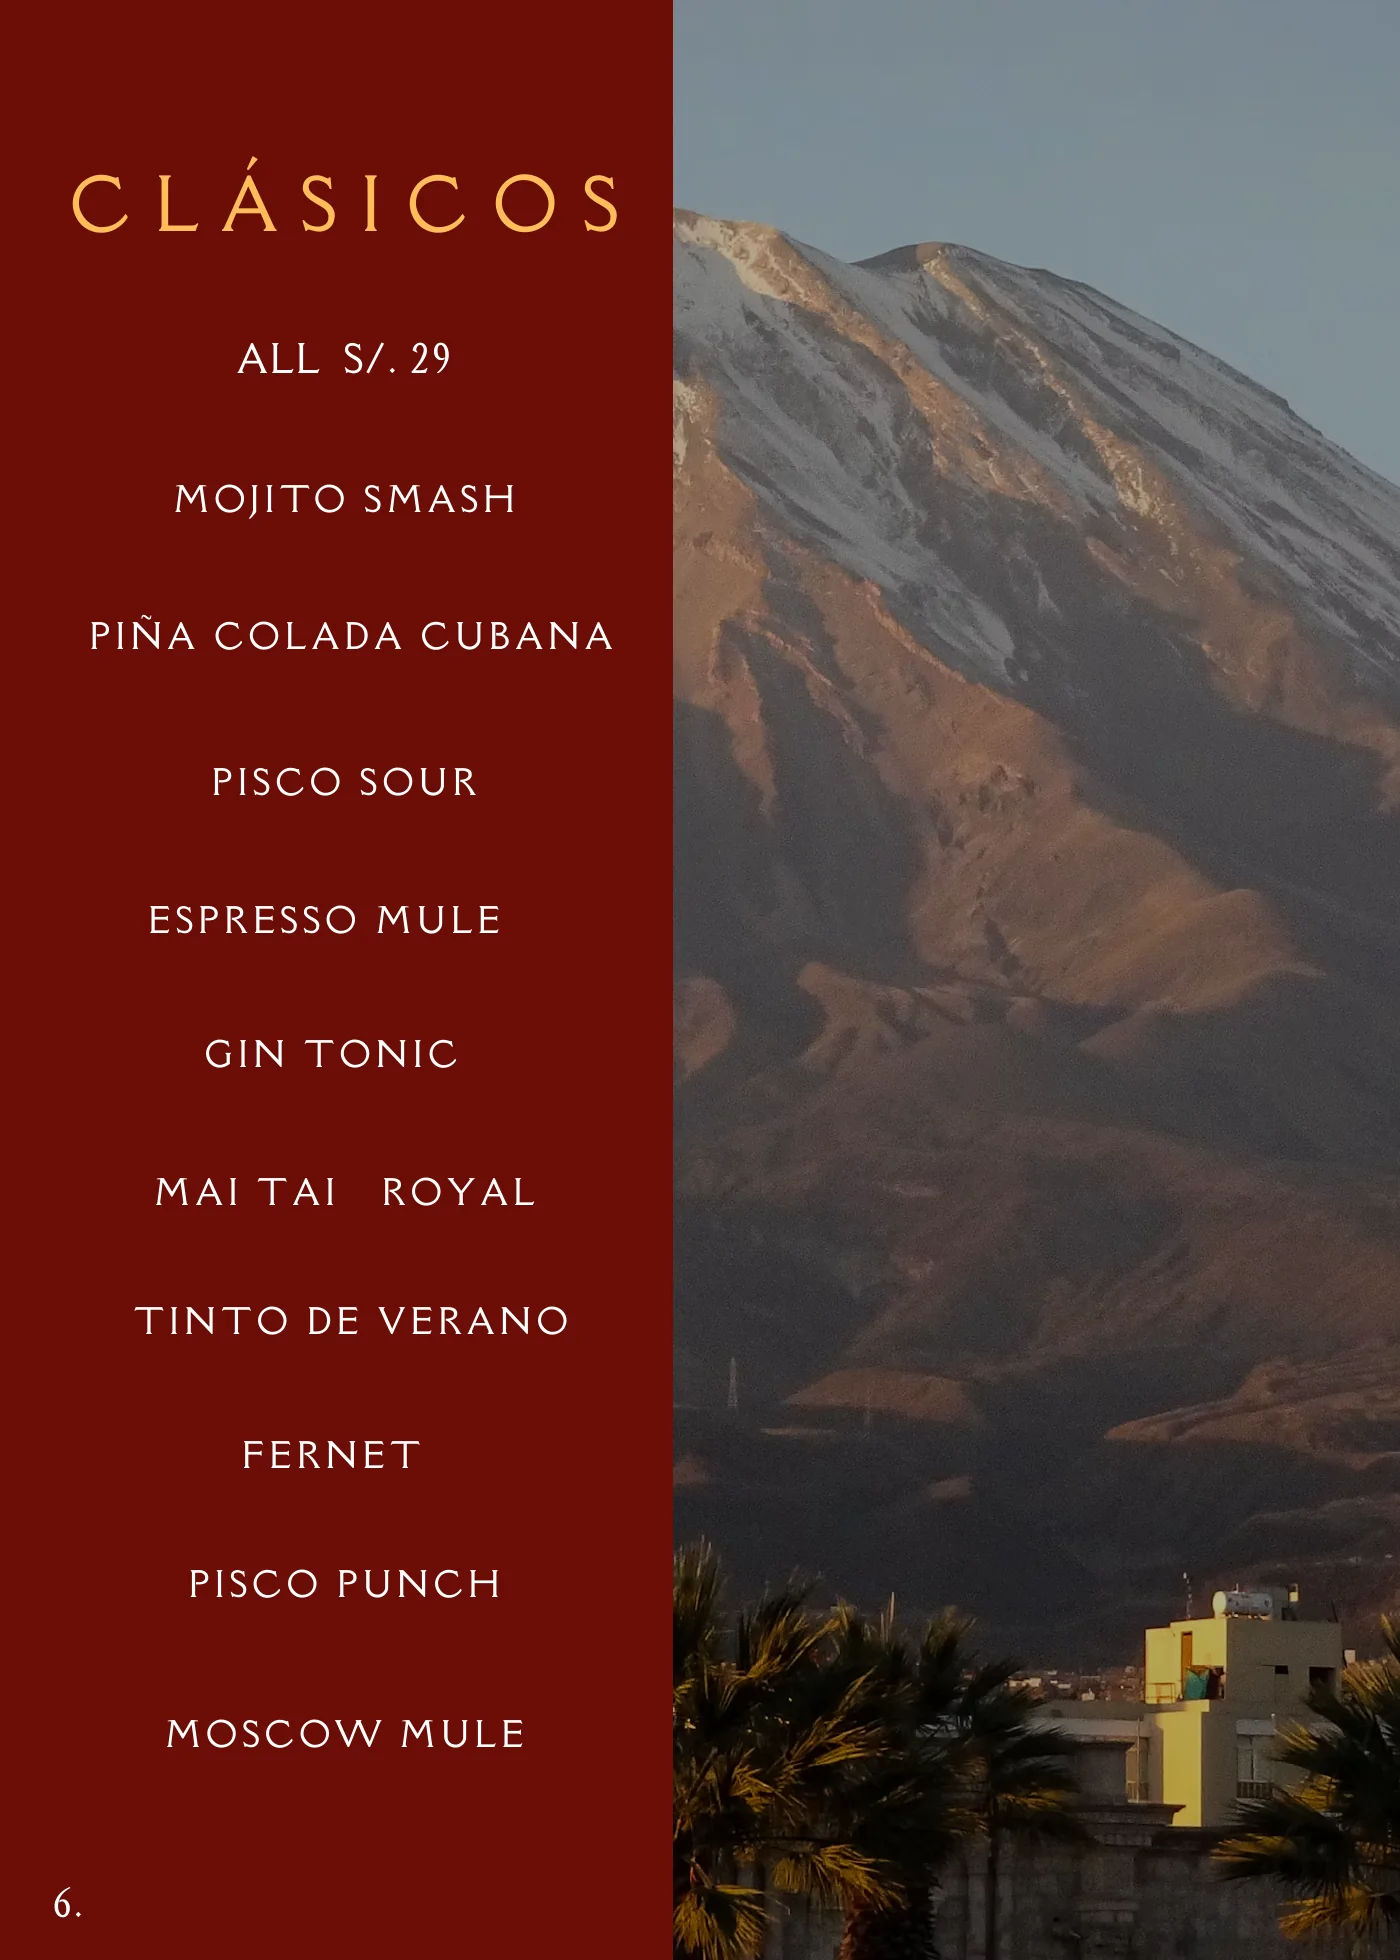 CLÁSICOS
ALL S/. 29
MOJITO SMASH
PIÑA COLADA CUBANA
PISCO SOUR
ESPRESSO MULE
GIN TONIC
MAI TAI ROYAL
TINTO DE VERANO
FERNET
PISCO PUNCH
MOSCOW MULE
6.